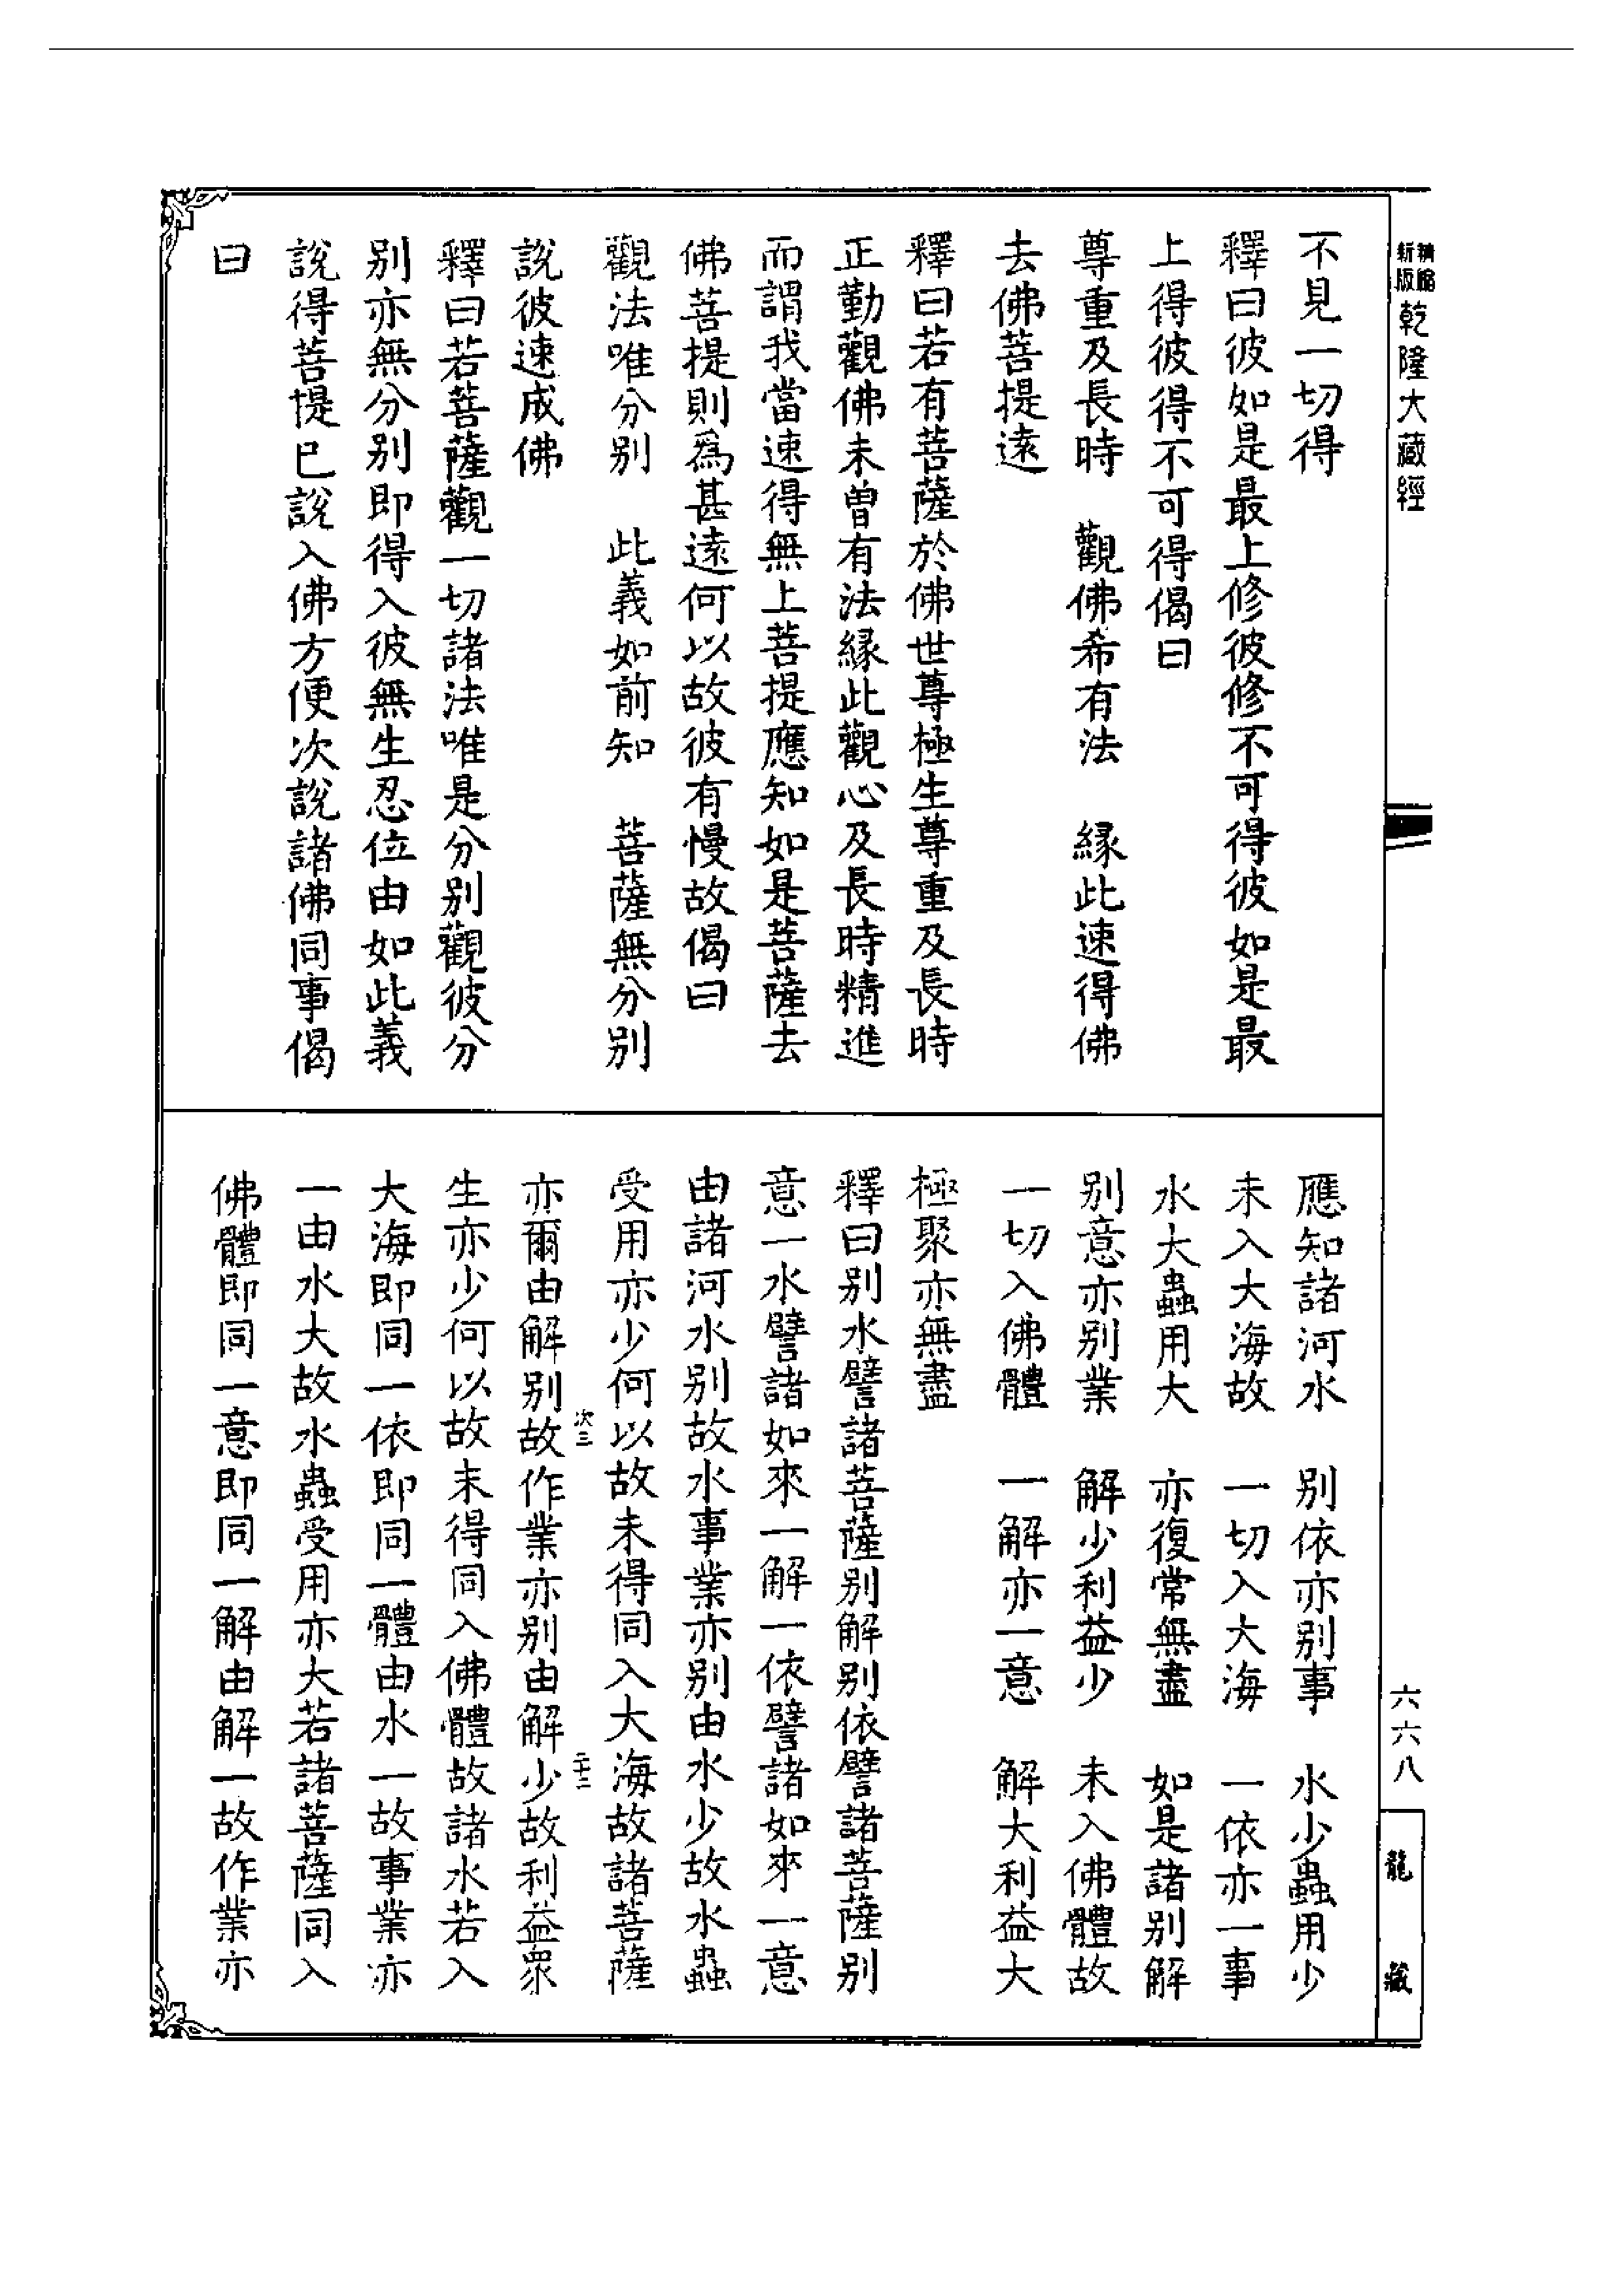 新版精縮乾隆大藏經
不見一切得
釋曰彼如是最上修彼修不可得彼如是最
上得彼得不可得偈曰
尊重及長時　觀佛希有法　緣此速得佛
去佛菩提遠
釋曰若有菩薩於佛世尊極生尊重及長時
正勤觀佛未曾有法緣此觀心及長時精進
而謂我當速得無上菩提應知如是菩薩去
佛菩提則為甚遠何以故彼有慢故偈曰
觀法唯分別　此義如前知　菩薩無分別
說彼速成佛
釋曰若菩薩觀一切諸法唯是分別觀彼分
別亦無分別即得入彼無生忍位由如此義
說得菩提已說入佛方便次說諸佛同事偈
曰
應知諸河水　別依亦別事　水少蟲用少
未入大海故　一切入大海　一依亦一事
水大蟲用大　亦復常無盡　如是諸別解
別意亦別業　解少利益少　未入佛體故
一切入佛體　一解亦一意　解大利益大
極聚亦無盡
釋曰別水譬諸菩薩別解別依譬諸菩薩別
意一水譬諸如來一解一依譬諸如來一意
由諸河水別故水事業亦別由水少故水蟲
受用亦少何以故未得同入大海故諸菩薩
次三　二十二
亦爾由解別故作業亦別由解少故利益眾
生亦少何以故未得同入佛體故諸水若入
大海即同一依即同一體由水一故事業亦
一由水大故水蟲受用亦大若諸菩薩同入
佛體即同一意即同一解由解一故作業亦
六六八
龍藏